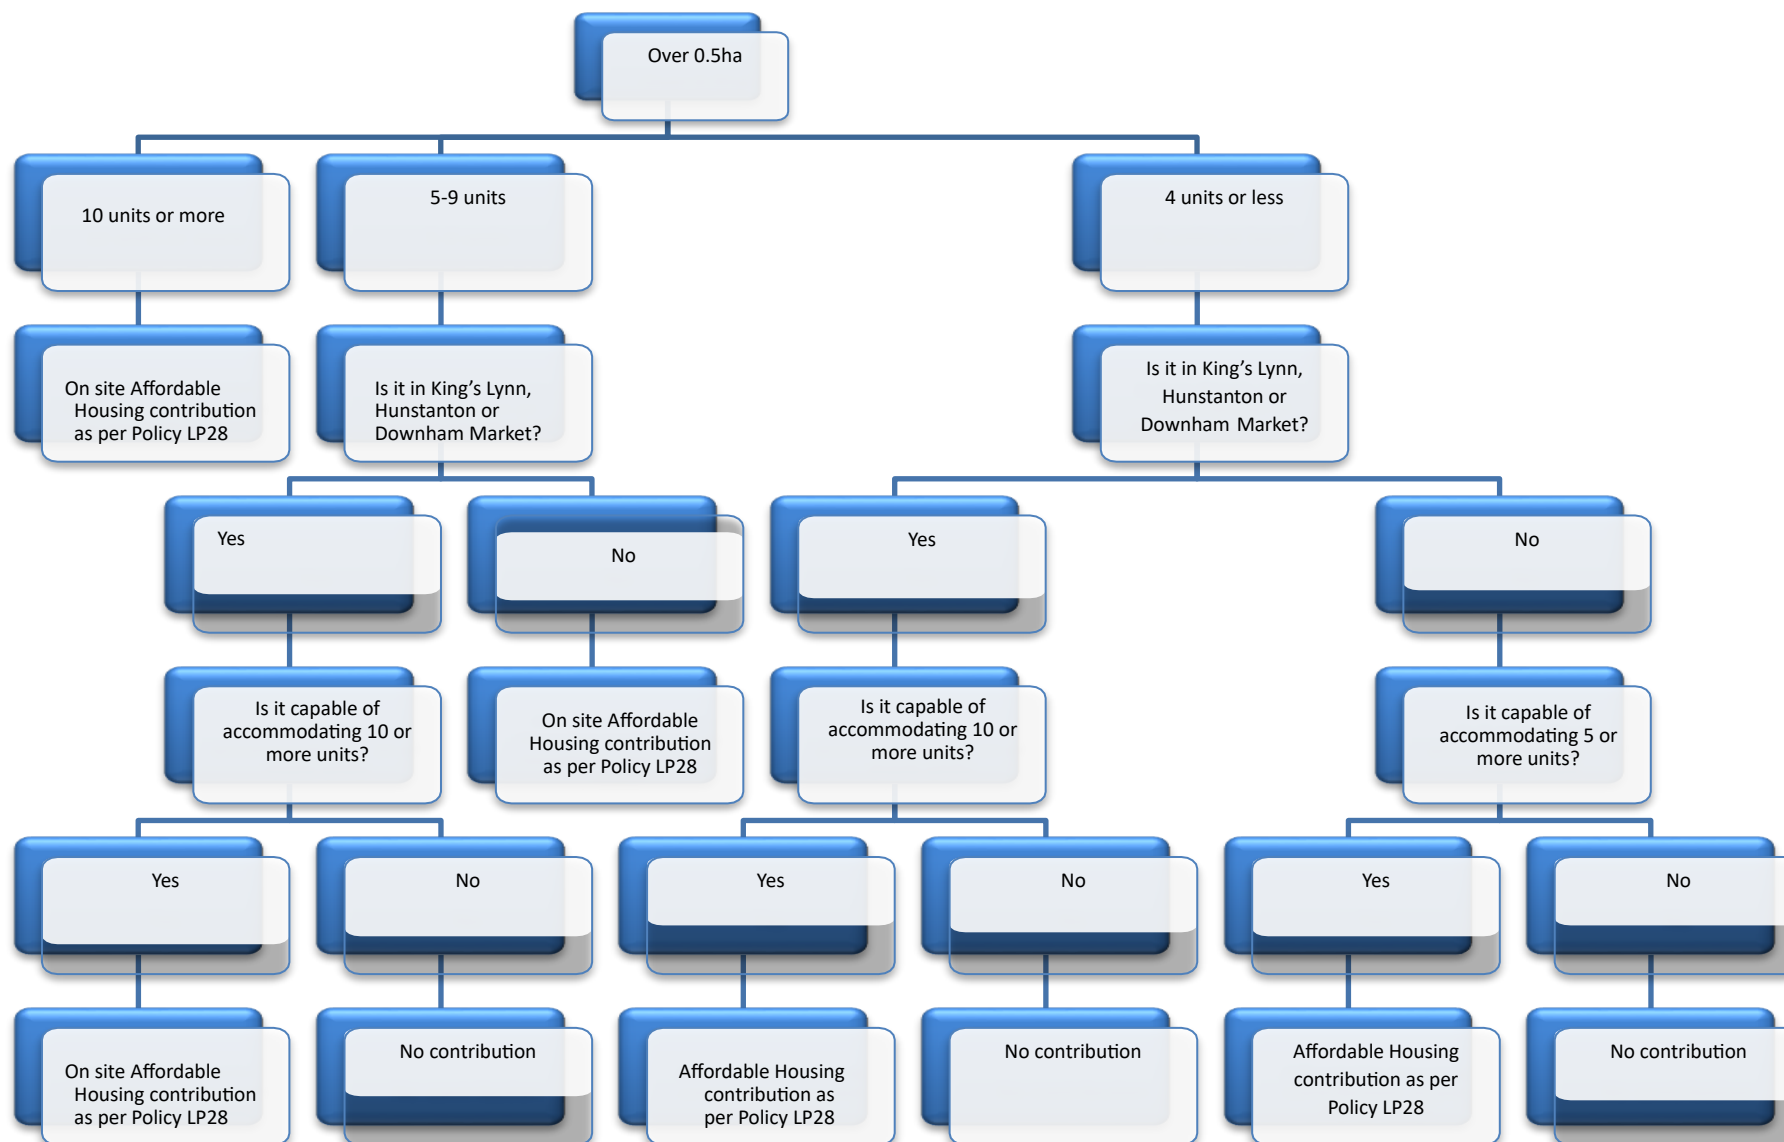 Over 0.5ha
10 units or more
5-9 units
4 units or less
On site Affordable
Housing contribution
as per Policy LP28
Is it in King’s Lynn,
Hunstanton or
Downham Market?
Is it in King’s Lynn,
Hunstanton or
Downham Market?
Yes
No
Yes
No
Is it capable of
accommodating 10 or
more units?
On site Affordable
Housing contribution
as per Policy LP28
Is it capable of
accommodating 10 or
more units?
Is it capable of
accommodating 5 or
more units?
Yes
No
Yes
No
Yes
No
On site Affordable
Housing contribution
as per Policy LP28
No contribution
Affordable Housing
contribution as
per Policy LP28
No contribution
Affordable Housing
contribution as per
Policy LP28
No contribution